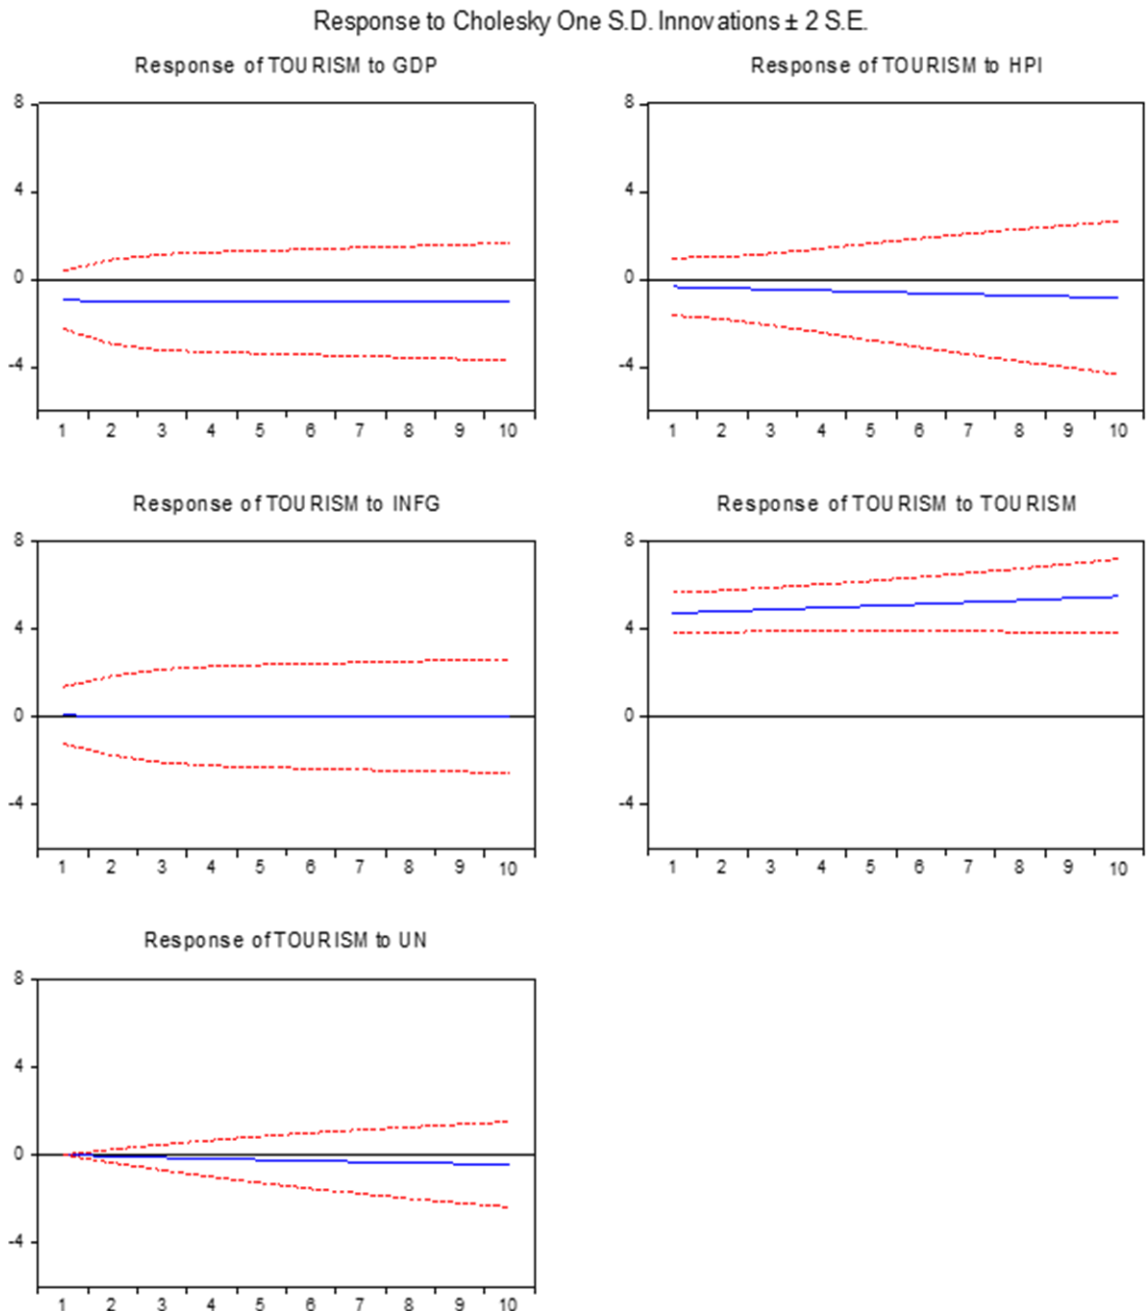 Response to Cholesky One S.D. Innovations ± 2 S.E.
Response of TOURISM to GDP
8
4
0
-4
1 2 3 4 5 6 7 8 9 10
Response of TOURISM to HPI
8
4
0
-4
1 2 3 4 5 6 7 8 9 10
Response of TOURISM to INFG
8
4
0
-4
1 2 3 4 5 6 7 8 9 10
Response of TOURISM to TOURISM
8
4
0
-4
1 2 3 4 5 6 7 8 9 10
Response of TOURISM to UN
8
4
0
-4
1 2 3 4 5 6 7 8 9 10